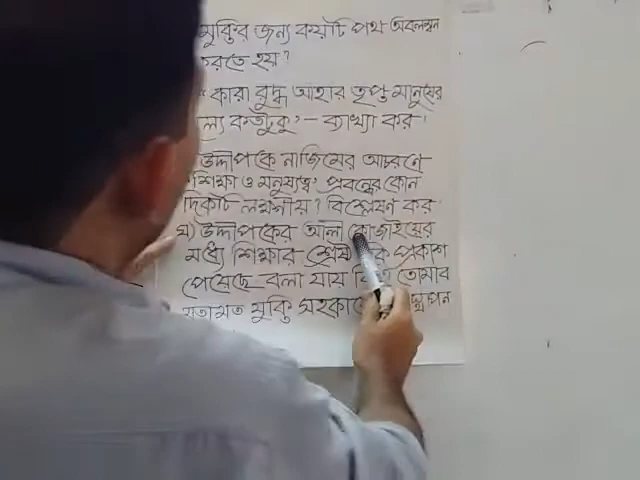 মুক্তির জন্য কয়টি পথ অবলম্বন
করতে হয়?
"কারা রুদ্ধ আহার তৃপ্ত মানুষের
ল্য কতটুকু'- ব্যাখ্যা কর।
উদ্দীপকে নাজিমের আচরণে
'শিক্ষা ও মনুষ্যত্ব' প্রবন্ধের কোন
দিকটি লক্ষণীয়? বিশ্লেষণ কর
ঘ) উদ্দীপকের আল
মধ্যে শিক্ষার শ্রেষ্ঠ প্রকাশ
পেয়েছে বলা যায় কি? তোমার
মতামত যুক্তি